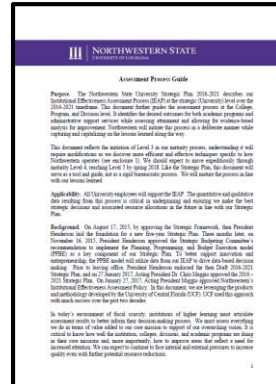 NORTHWESTERN STATE
UNIVERSITY OF LOUISIANA
Assessment Process Guide
Purpose. The Northwestern State University Strategic Plan 2016-2021 describes our
Institutional Effectiveness Assessment Process (IEAP) at the strategic (University) level over the
2016-2021 timeframe. This document further guides the assessment process at the College,
Program, and Division level. It identifies the desired outcomes for both academic programs and
administrative support services while assessing attainment and allowing for evidence-based
analysis for improvement. Northwestern will mature this process in a deliberate manner while
capturing and capitalizing on the lessons learned along the way.
This document reflects the initiation of Level 3 in our maturity process, understanding it will
require modifications as we discover more efficient and effective techniques specific to how
Northwestern operates (see enclosure 1). We should expect to move expeditiously through
maturity Level 4, reaching Level 5 by spring 2018. Like the Strategic Plan, this document will
serve as a tool and guide, not as a rigid bureaucratic process. We will mature the process in line
with our lessons learned.
Applicability. All University employees will support the IEAP. The quantitative and qualitative
data resulting from this process is critical in underpinning and ensuring we make the best
strategic decisions and associated resource allocations in the future in line with our Strategic
Plan.
Background. On August 17, 2015, by approving the Strategic Framework, then President
Henderson laid the foundation for a new five-year Strategic Plan. Three months later, on
November 16, 2015, President Henderson approved the Strategic Budgeting Committee's
recommendation to implement the Planning, Programming, and Budget Execution model
(PPBE) as a key component of our Strategic Plan. To better support innovation and
entrepreneurship, the PPBE model will utilize data from our IEAP to drive data-based decision
making. Prior to leaving office, President Henderson endorsed the then Draft 2016-2021
Strategic Plan, and on 27 January 2017, Acting President Dr. Chris Maggio approved the 2016 –
2021 Strategic Plan. On January 27, 2017, Acting President Maggio approved Northwestern's
Institutional Effectiveness Assessment Policy. In this document, we are leveraging the products
and methodology developed by the University of Central Florida (UCF). UCF used this approach
with much success over the past two decades.
In today's environment of fiscal scarcity, institutions of higher learning must articulate
assessment results to better inform their decision-making process. We must assess everything
we do in terms of value added to our core mission to support of our overarching vision. It is
critical to know how well the institution, colleges, divisions, and academic programs are doing
in their core missions and, more importantly, how to improve areas that reflect a need for
increased attention. We can expect to continue to face internal and external pressures to increase
quality even with further potential resource reductions.
1